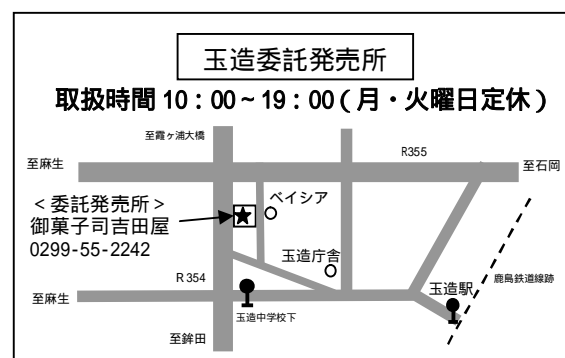 玉造委託発売所
取扱時間 10：00～19：00（月・火曜日定休）
至霞ヶ浦大橋
R355
至麻生
至石岡
ベイシア
＜委託発売所＞
御菓子司吉田屋
0299-55-2242
玉造庁舎
R354
鹿島鉄道線跡
玉造駅
至麻生
玉造中学校下
至鉾田